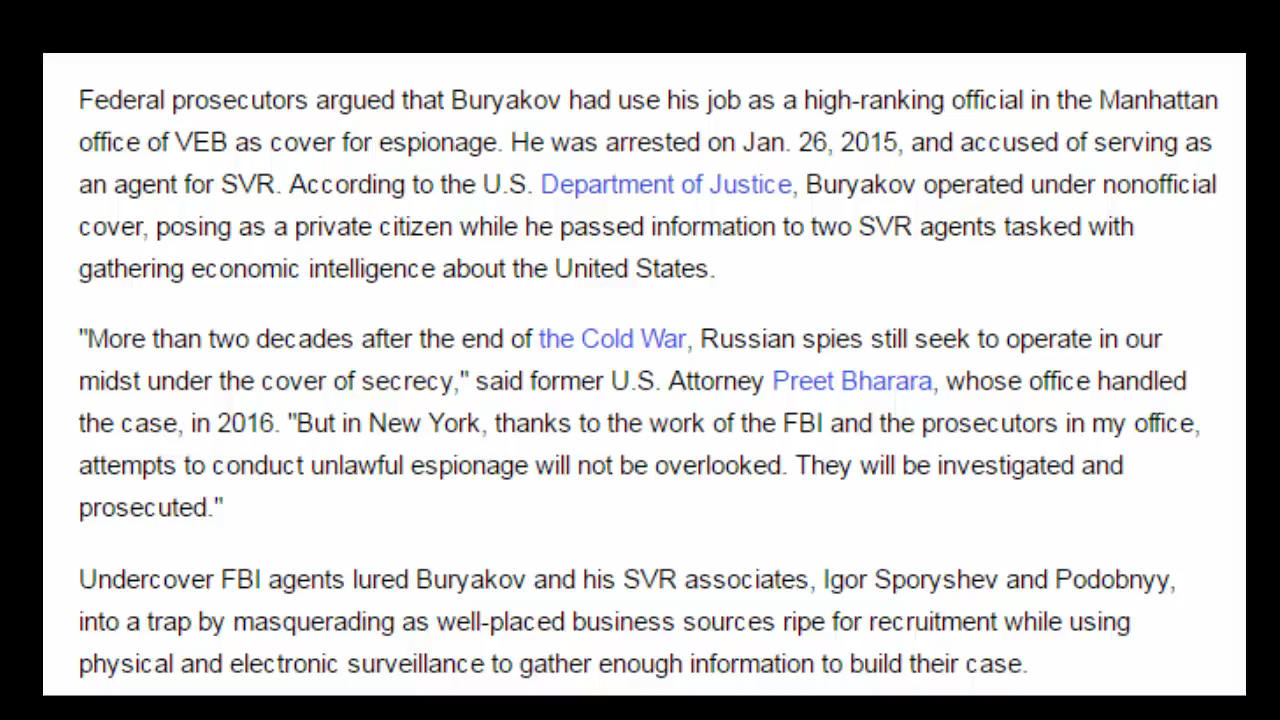 Federal prosecutors argued that Buryakov had use his job as a high-ranking official in the Manhattan
office of VEB as cover for espionage. He was arrested on Jan. 26, 2015, and accused of serving as
an agent for SVR. According to the U.S. Department of Justice, Buryakov operated under nonofficial
cover, posing as a private citizen while he passed information to two SVR agents tasked with
gathering economic intelligence about the United States.
"More than two decades after the end of the Cold War, Russian spies still seek to operate in our
midst under the cover of secrecy," said former U.S. Attorney Preet Bharara, whose office handled
the case, in 2016. "But in New York, thanks to the work of the FBI and the prosecutors in my office,
attempts to conduct unlawful espionage will not be overlooked. They will be investigated and
prosecuted."
Undercover FBI agents lured Buryakov and his SVR associates, Igor Sporyshev and Podobnyy,
into a trap by masquerading as well-placed business sources ripe for recruitment while using
physical and electronic surveillance to gather enough information to build their case.